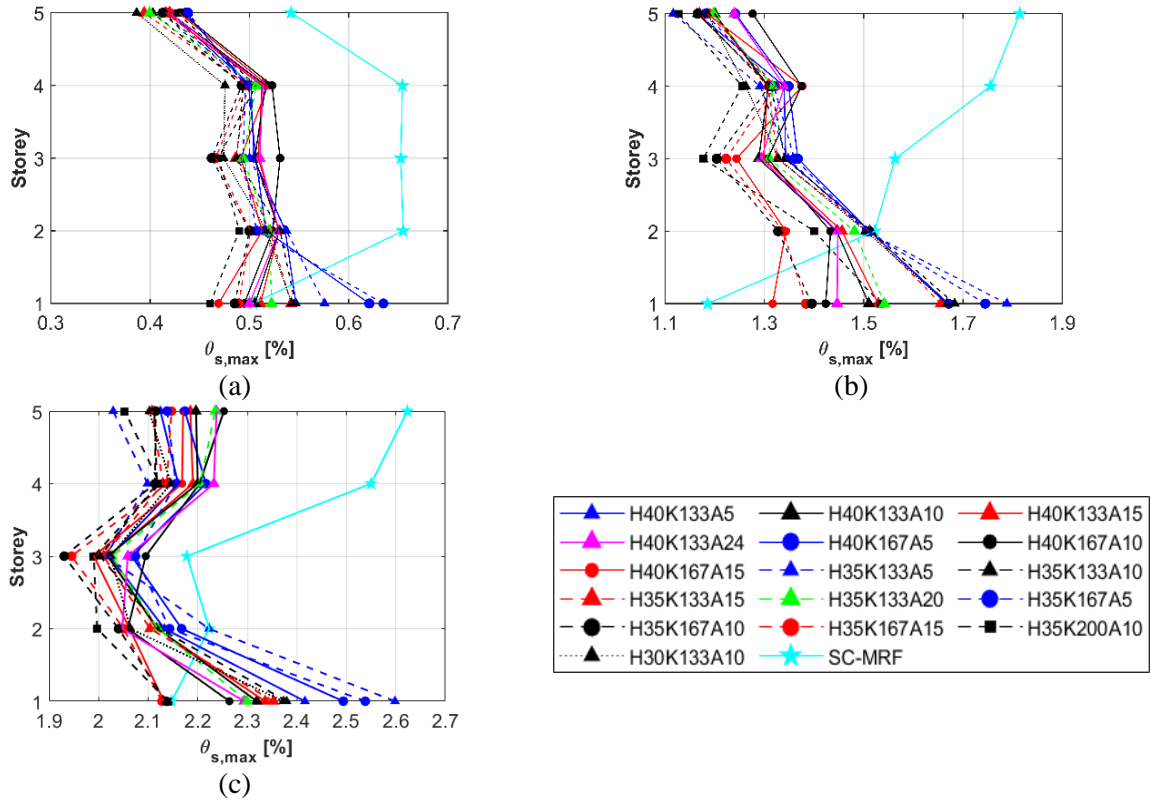 5
4
3
2
1
Storey
0.3 0.4 0.5 0.6 0.7
θs,max [%]
(a)
5
4
3
2
1
Storey
1.1 1.3 1.5 1.7 1.9
θs,max [%]
(b)
5
4
3
2
1
Storey
1.9 2 2.1 2.2 2.3 2.4 2.5 2.6 2.7
θs,max [%]
(c)
H40K133A5 H40K133A10 H40K133A15
H40K133A24 H40K167A5 H40K167A10
H40K167A15 H35K133A5 H35K133A10
H35K133A15 H35K133A20 H35K167A5
H35K167A10 H35K167A15 H35K200A10
H30K133A10 SC-MRF